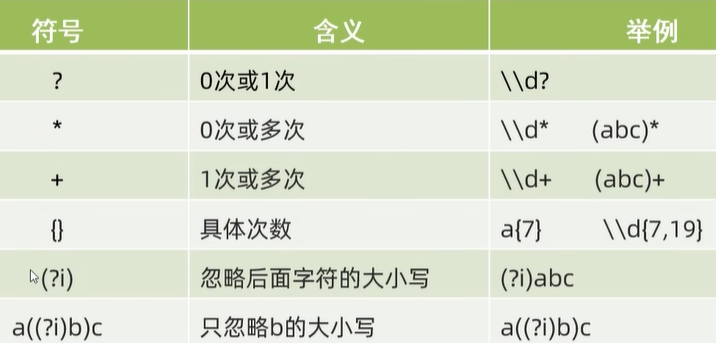 符号 含义 举例
? 0次或1次 \\d?
* 0次或多次 \\d* (abc)*
+ 1次或多次 \\d+ (abc)+
{} 具体次数 a{7} \\d{7,19}
(?i) 忽略后面字符的大小写 (?i)abc
a((?i)b)c 只忽略b的大小写 a((?i)b)c